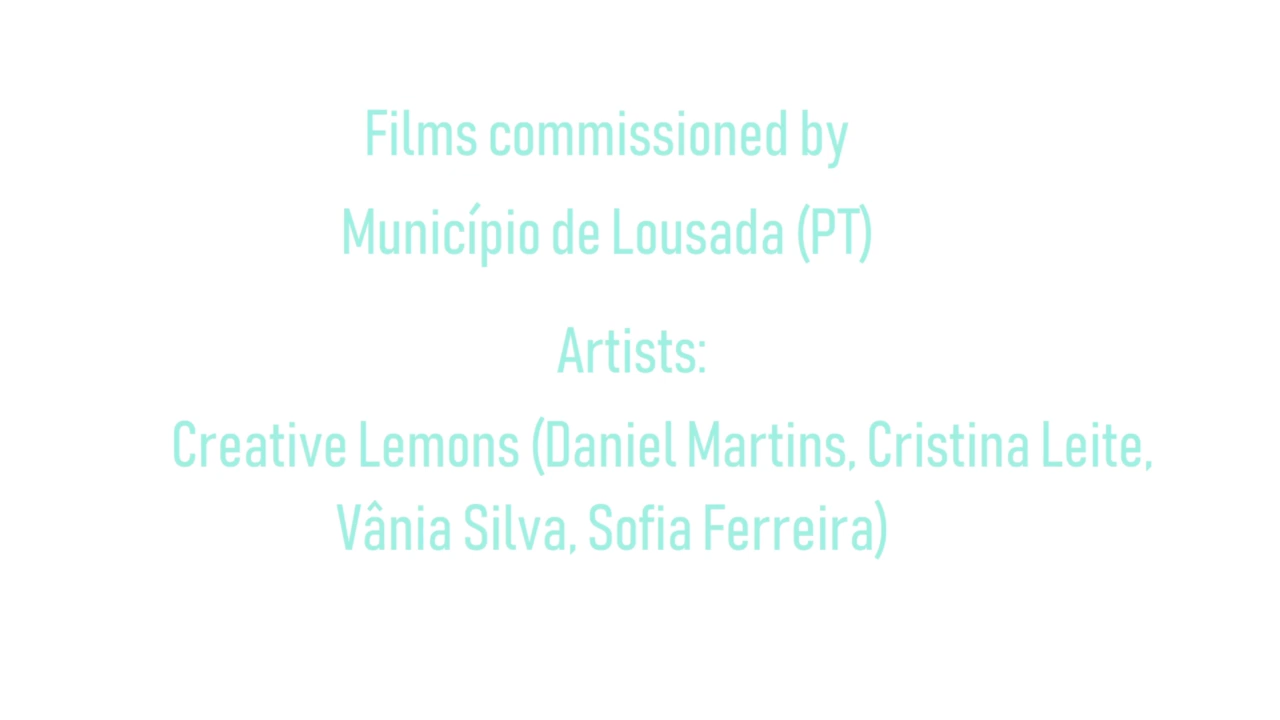 Films commissioned by
Município de Lousada (PT)
Artists:
Creative Lemons (Daniel Martins, Cristina Leite,
Vânia Silva, Sofia Ferreira)